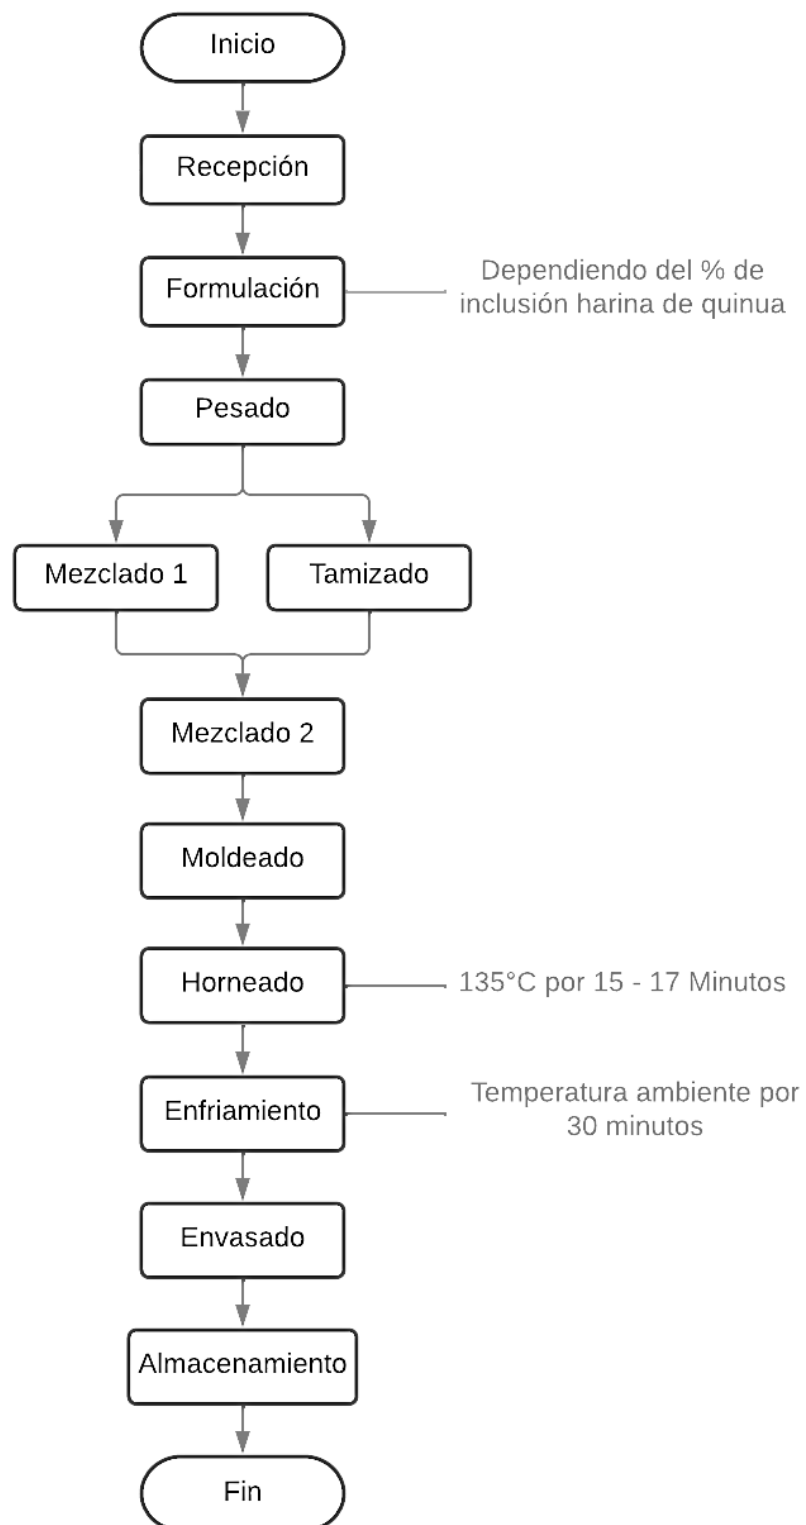 Inicio
Recepción
Formulación
Dependiendo del % de
inclusión harina de quinua
Pesado
Mezclado 1
Tamizado
Mezclado 2
Moldeado
Horneado
135°C por 15 - 17 Minutos
Enfriamiento
Temperatura ambiente por
30 minutos
Envasado
Almacenamiento
Fin